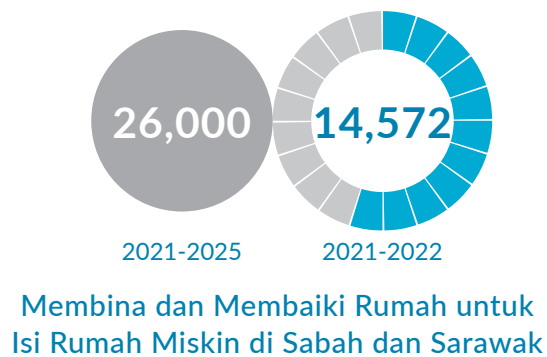 26,000
14,572
2021-2025
2021-2022
Membina dan Membaiki Rumah untuk
Isi Rumah Miskin di Sabah dan Sarawak